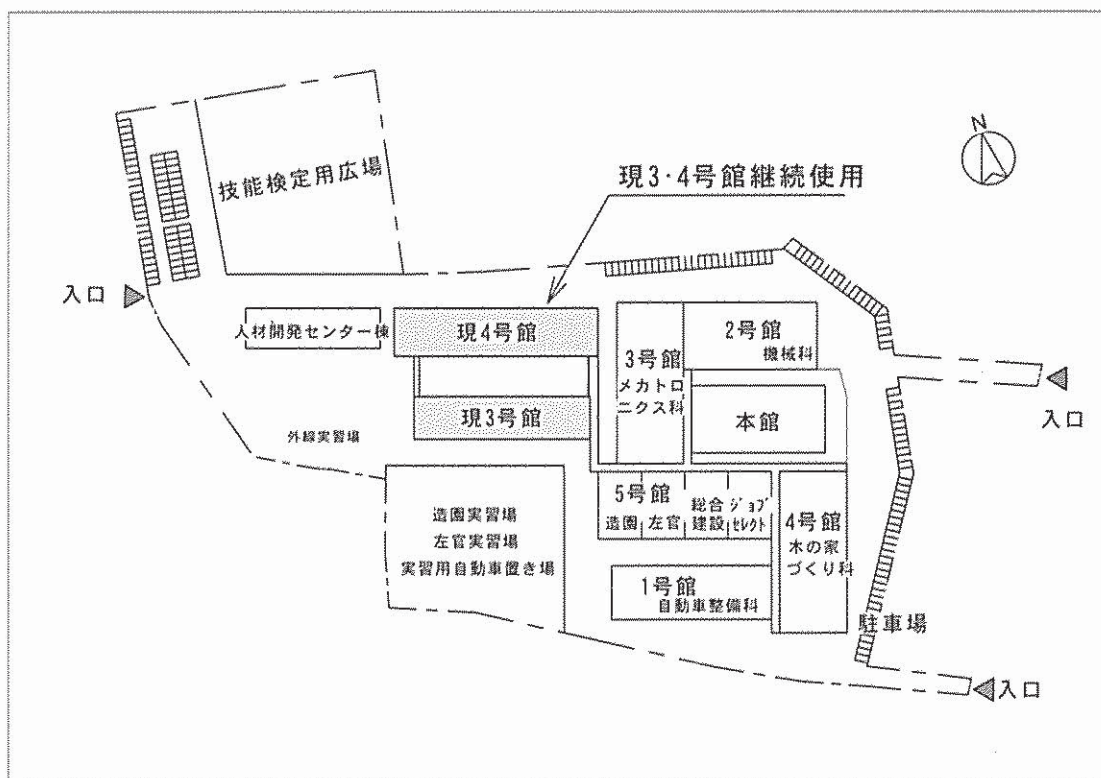 技能検定用広場
N
現3・4号館継続使用
入口
人材開発センター棟
現4号館
現3号館
外線実習場
3号館
メカトロ
ニクス科
2号館
機械科
本館
入口
造園実習場
左官実習場
実習用自動車置き場
5号館
造園
左官
総合
建設
ジョブ
セレクト
4号館
木の家
づくり科
1号館
自動車整備科
駐車場
入口